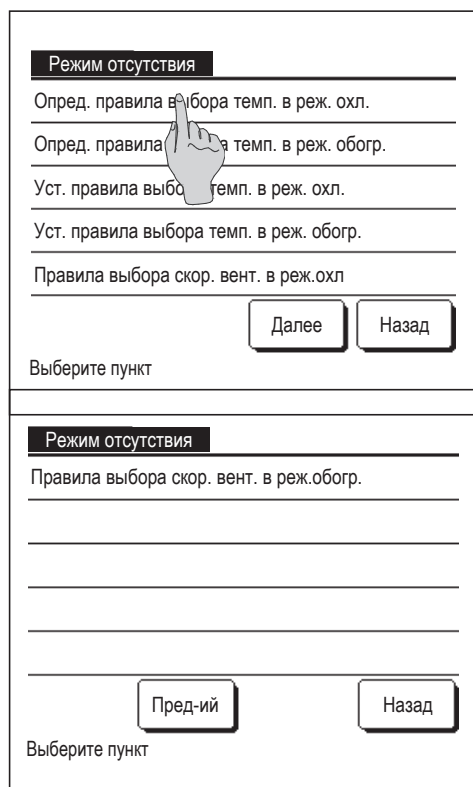 Режим отсутствия
Опред. правила выбора темп. в реж. охл.
Опред. правила темп. в реж. обогр.
Уст. правила выбо темп. в реж. охл.
Уст. правила выбора темп. в реж. обогр.
Правила выбора скор. вент. в реж.охл
Далее Назад
Выберите пункт
Режим отсутствия
Правила выбора скор. вент. в реж.обогр.
Пред-ий Назад
Выберите пункт